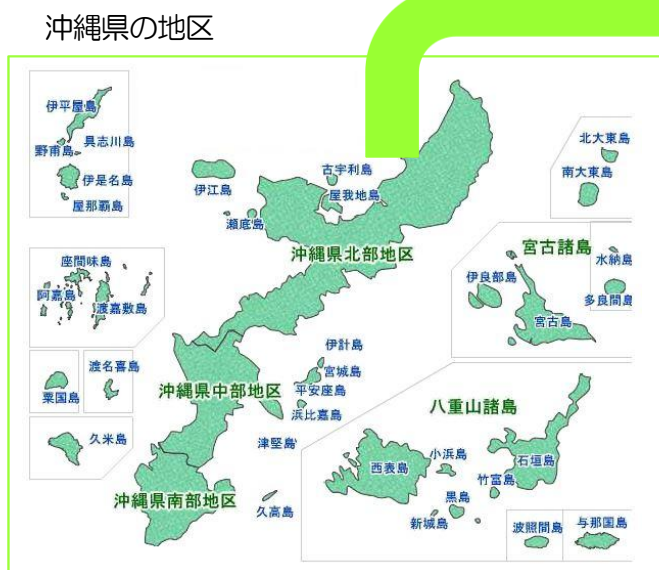 沖縄県の地区
伊平屋島
野甫島
具志川島
伊是名島
屋那覇島
伊江島
古宇利島
屋我地島
瀬底島
沖縄県北部地区
北大東島
南大東島
宮古諸島
水納島
伊良部島
多良間島
宮古島
座間味島
阿嘉島
渡嘉敷島
渡名喜島
粟国島
久米島
沖縄県中部地区
伊計島
宮城島
平安座島
浜比嘉島
津堅島
沖縄県南部地区
久高島
八重山諸島
西表島
小浜島
石垣島
竹富島
黒島
新城島
波照間島
与那国島